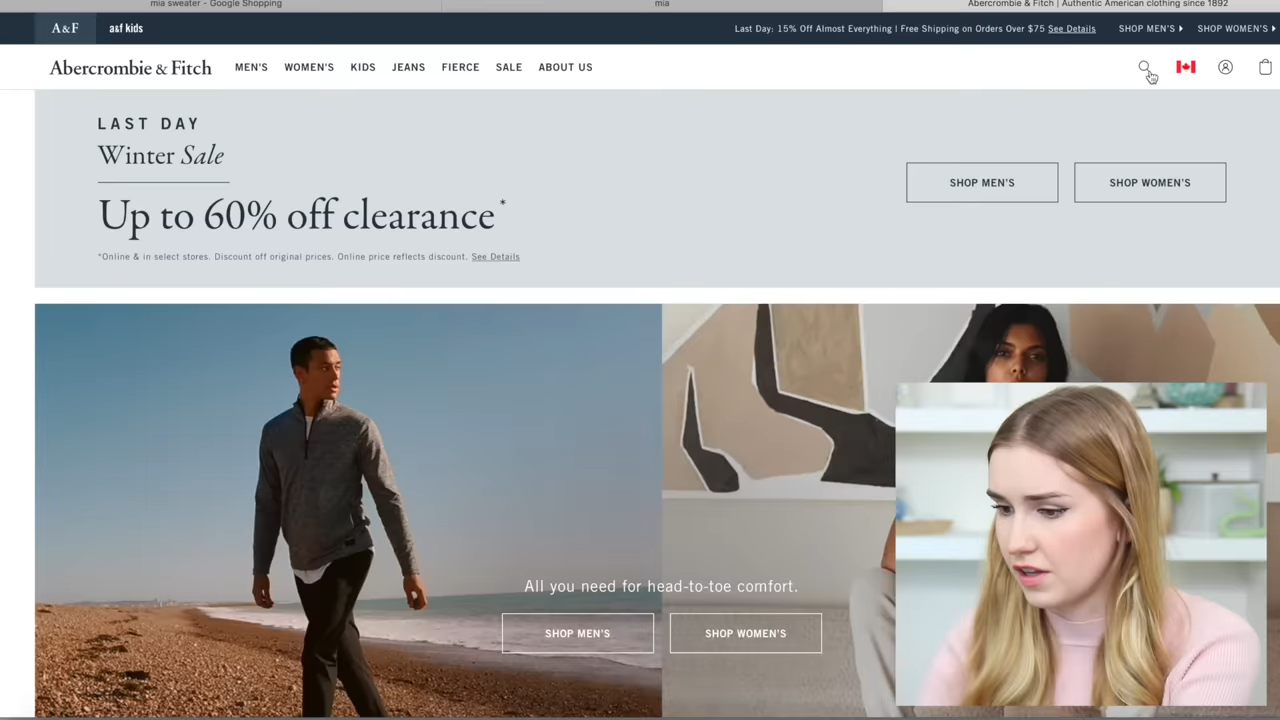 mia sweater - Google Shopping
mia
Abercrombie & Fitch | Authentic American clothing since 1892
A&F
a&f kids
Last Day: 15% Off Almost Everything | Free Shipping on Orders Over $75 See Details
SHOP MEN'S
SHOP WOMEN'S
Abercrombie & Fitch
MEN'S
WOMEN'S
KIDS
JEANS
FIERCE
SALE
ABOUT US
LAST DAY
Winter Sale
Up to 60% off clearance*
*Online & in select stores. Discount off original prices. Online price reflects discount. See Details
SHOP MEN'S
SHOP WOMEN'S
All you need for head-to-toe comfort.
SHOP MEN'S
SHOP WOMEN'S